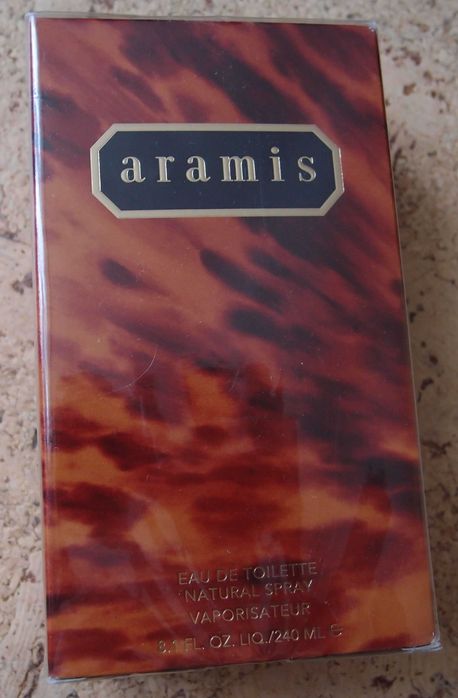 aramis
EAU DE TOILETTE
NATURAL SPRAY
VAPORISATEUR
8.1 FL. OZ. LIQ./240 ML ℮